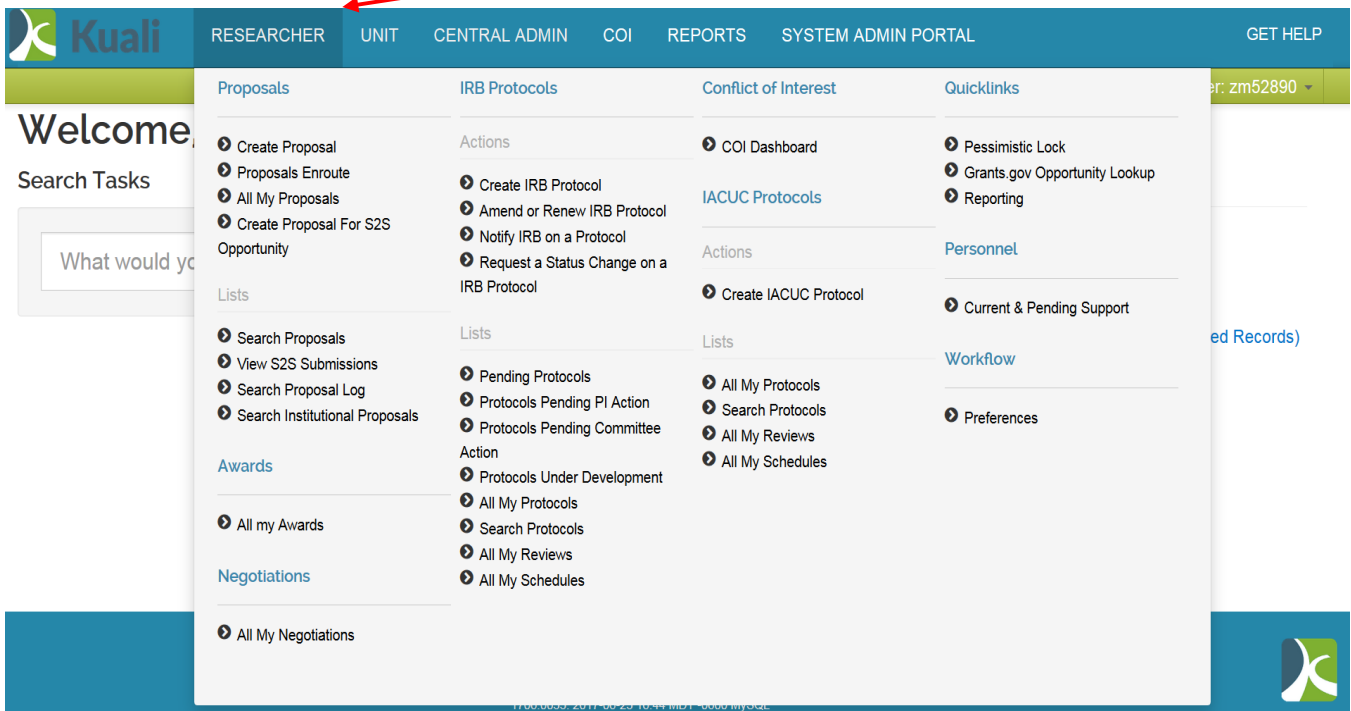 Kuali
RESEARCHER UNIT CENTRAL ADMIN COI REPORTS SYSTEM ADMIN PORTAL GET HELP
er: zm52890
Welcome,
Search Tasks
What would yo
Proposals
Create Proposal
Proposals Enroute
All My Proposals
Create Proposal For S2S
Opportunity
Lists
Search Proposals
View S2S Submissions
Search Proposal Log
Search Institutional Proposals
Awards
All my Awards
Negotiations
All My Negotiations
IRB Protocols
Actions
Create IRB Protocol
Amend or Renew IRB Protocol
Notify IRB on a Protocol
Request a Status Change on a
IRB Protocol
Lists
Pending Protocols
Protocols Pending PI Action
Protocols Pending Committee
Action
Protocols Under Development
All My Protocols
Search Protocols
All My Reviews
All My Schedules
Conflict of Interest
COI Dashboard
IACUC Protocols
Actions
Create IACUC Protocol
Lists
All My Protocols
Search Protocols
All My Reviews
All My Schedules
Quicklinks
Pessimistic Lock
Grants.gov Opportunity Lookup
Reporting
Personnel
Current & Pending Support
Workflow
Preferences
ed Records)